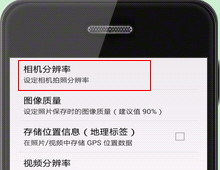 相机分辨率
设定相机拍照分辨率
图像质量
设定照片保存时的图像质量（建议值 90%）
存储位置信息（地理标签）
在照片/视频中存储 GPS 位置数据
视频分辨率